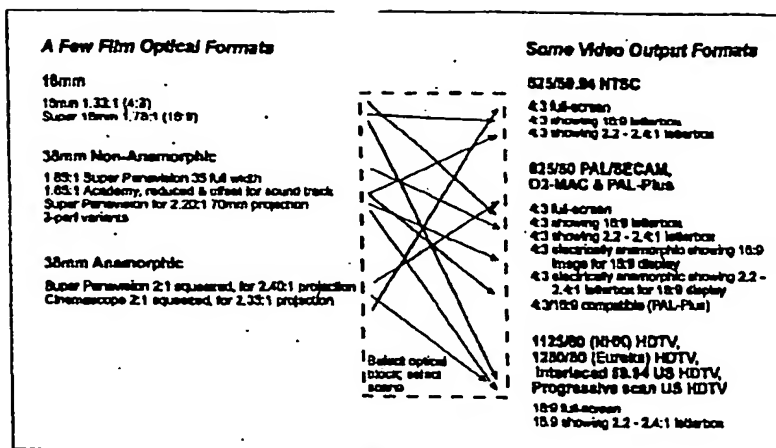 A Few Film Optical Formats
16mm
16mm 1.33:1 (4:3)
Super 16mm 1.78:1 (16:9)
35mm Non-Anamorphic
1.85:1 Super Panavision 35 full width
1.85:1 Academy, reduced & offset for sound track
Super Panavision for 2.20:1 70mm projection
3-perf variants
35mm Anamorphic
Super Panavision 2:1 squeezed, for 2.40:1 projection
Cinemascope 2:1 squeezed, for 2.35:1 projection
Select optical
block; select
scans
Some Video Output Formats
525/59.94 NTSC
4:3 full-screen
4:3 showing 16:9 letterbox
4:3 showing 2.2 - 2.4:1 letterbox
625/50 PAL/SECAM,
D2-MAC & PAL-Plus
4:3 full-screen
4:3 showing 16:9 letterbox
4:3 showing 2.2 - 2.4:1 letterbox
4:3 electrically anamorphic showing 16:9
image for 16:9 display
4:3 electrically anamorphic showing 2.2 -
2.4:1 letterbox for 16:9 display
4:3/16:9 compatible (PAL-Plus)
1125/60 (NHK) HDTV,
1250/50 (Eureka) HDTV,
Interlaced 59.94 US HDTV,
Progressive scan US HDTV
16:9 full-screen
16:9 showing 2.2 - 2.4:1 letterbox